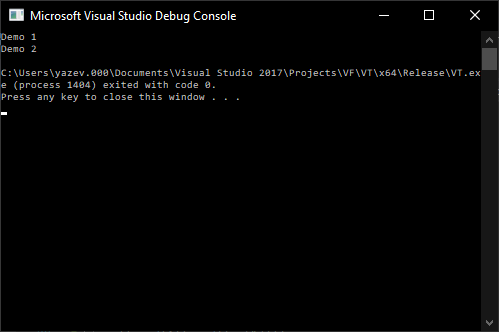 Microsoft Visual Studio Debug Console
Demo 1
Demo 2
C:\Users\yazev.000\Documents\Visual Studio 2017\Projects\VF\VT\x64\Release\VT.ex
e (process 1404) exited with code 0.
Press any key to close this window . . .